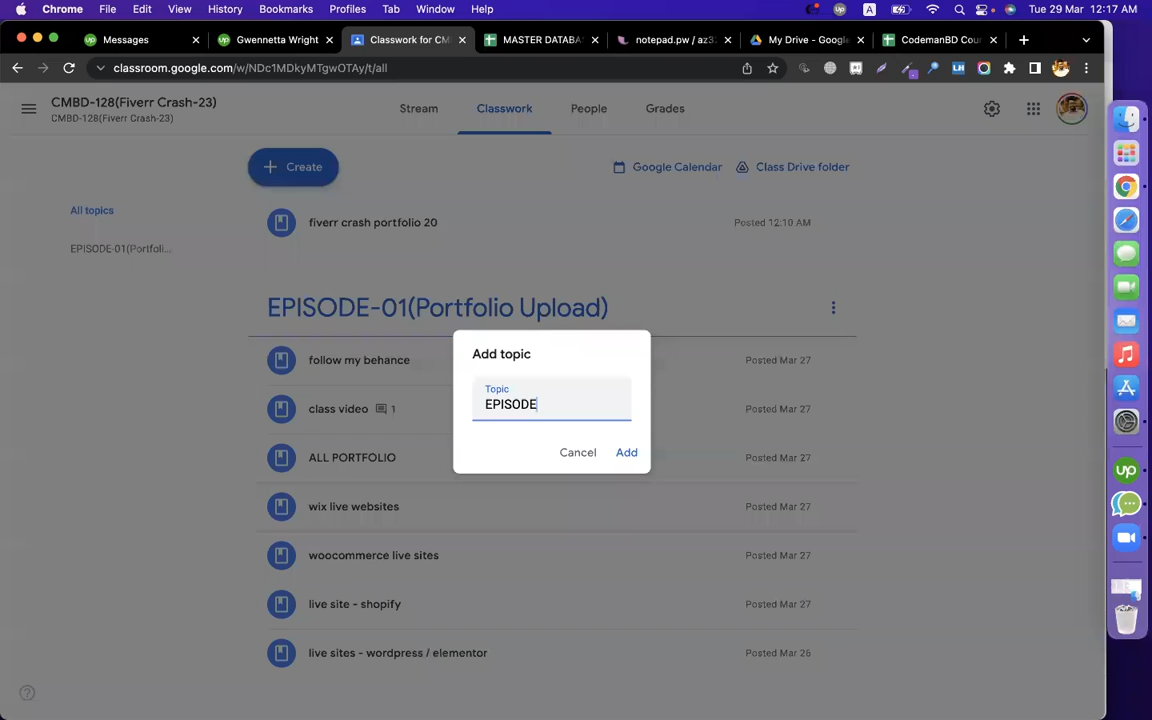 Chrome File Edit View History Bookmarks Profiles Tab Window Help A Tue 29 Mar 12:17 AM
Messages Gwennetta Wright Classwork for CM MASTER DATABA notepad.pw / az3 My Drive - Google CodemanBD Cou
classroom.google.com/w/NDc1MDkyMTgwOTAy/t/all
CMBD-128(Fiverr Crash-23)
CMBD-128(Fiverr Crash-23)
Stream Classwork People Grades
Create Google Calendar Class Drive folder
All topics
fiverr crash portfolio 20 Posted 12:10 AM
EPISODE-01(Portfoli...
EPISODE-01(Portfolio Upload)
Add topic
follow my behance Posted Mar 27
Topic
EPISODE
class video 1 Posted Mar 27
Cancel Add
ALL PORTFOLIO Posted Mar 27
wix live websites Posted Mar 27
woocommerce live sites Posted Mar 27
live site - shopify Posted Mar 27
live sites - wordpress / elementor Posted Mar 26